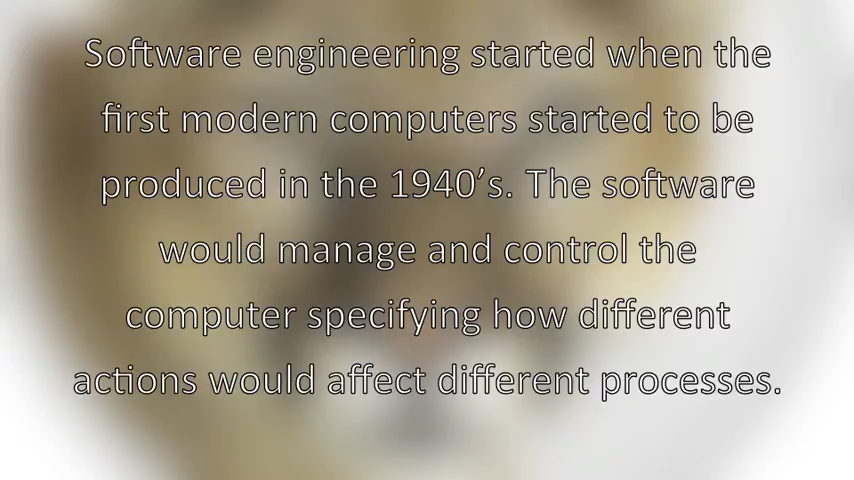 Software engineering started when the
first modern computers started to be
produced in the 1940’s. The software
would manage and control the
computer specifying how different
actions would affect different processes.